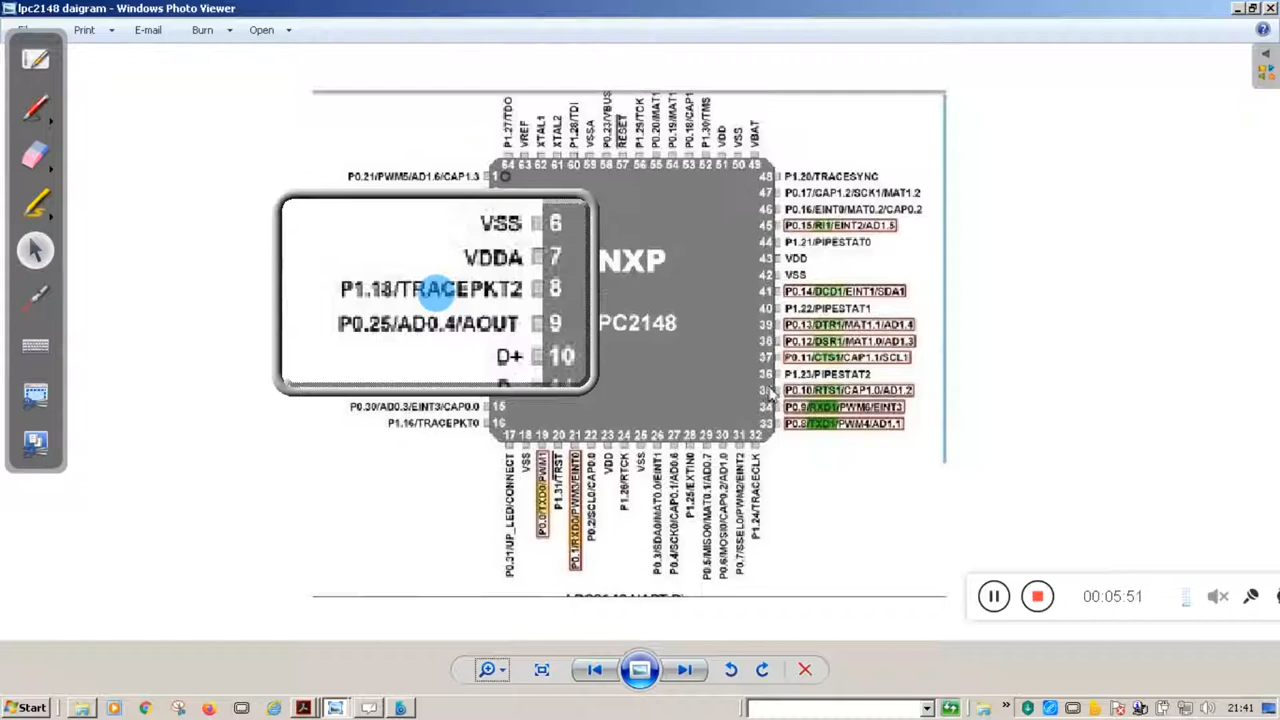 lpc2148 daigram - Windows Photo Viewer
Print
E-mail
Burn
Open
P1.27/TDO
VREF
XTAL1
XTAL2
P1.28/TDI
VSSA
P0.23/VBUS
RESET
P1.29/TCK
P0.20/MAT1
P0.19/MAT1
P0.18/CAP1
P1.30/TMS
VDD
VSS
VBAT
64 63 62 61 60 59 58 57 56 55 54 53 52 51 50 49
P0.21/PWM5/AD1.6/CAP1.3 1
VSS 6
VDDA 7
P1.18/TRACEPKT2 8
P0.25/AD0.4/AOUT 9
D+ 10
P0.30/AD0.3/EINT3/CAP0.0 15
P1.16/TRACEPKT0 16
NXP
PC2148
48 P1.20/TRACESYNC
47 P0.17/CAP1.2/SCK1/MAT1.2
46 P0.16/EINT0/MAT0.2/CAP0.2
45 P0.15/RI1/EINT2/AD1.5
44 P1.21/PIPESTAT0
43 VDD
42 VSS
41 P0.14/DCD1/EINT1/SDA1
40 P1.22/PIPESTAT1
39 P0.13/DTR1/MAT1.1/AD1.4
38 P0.12/DSR1/MAT1.0/AD1.3
37 P0.11/CTS1/CAP1.1/SCL1
36 P1.23/PIPESTAT2
35 P0.10/RTS1/CAP1.0/AD1.2
34 P0.9/RXD1/PWM6/EINT3
33 P0.8/TXD1/PWM4/AD1.1
17 18 19 20 21 22 23 24 25 26 27 28 29 30 31 32
P0.31/UP_LED/CONNECT
VSS
P0.0/TXD0/PWM1
P1.31/TRST
P0.1/RXD0/PWM3/EINT0
P0.2/SCL0/CAP0.0
VDD
P1.26/RTCK
VSS
P0.3/SDA0/MAT0.0/EINT1
P0.4/SCK0/CAP0.1/AD0.6
P1.25/EXTIN0
P0.5/MISO0/MAT0.1/AD0.7
P0.6/MOSI0/CAP0.2/AD1.0
P0.7/SSEL0/PWM2/EINT2
P1.24/TRACECLK
00:05:51
Start
21:41